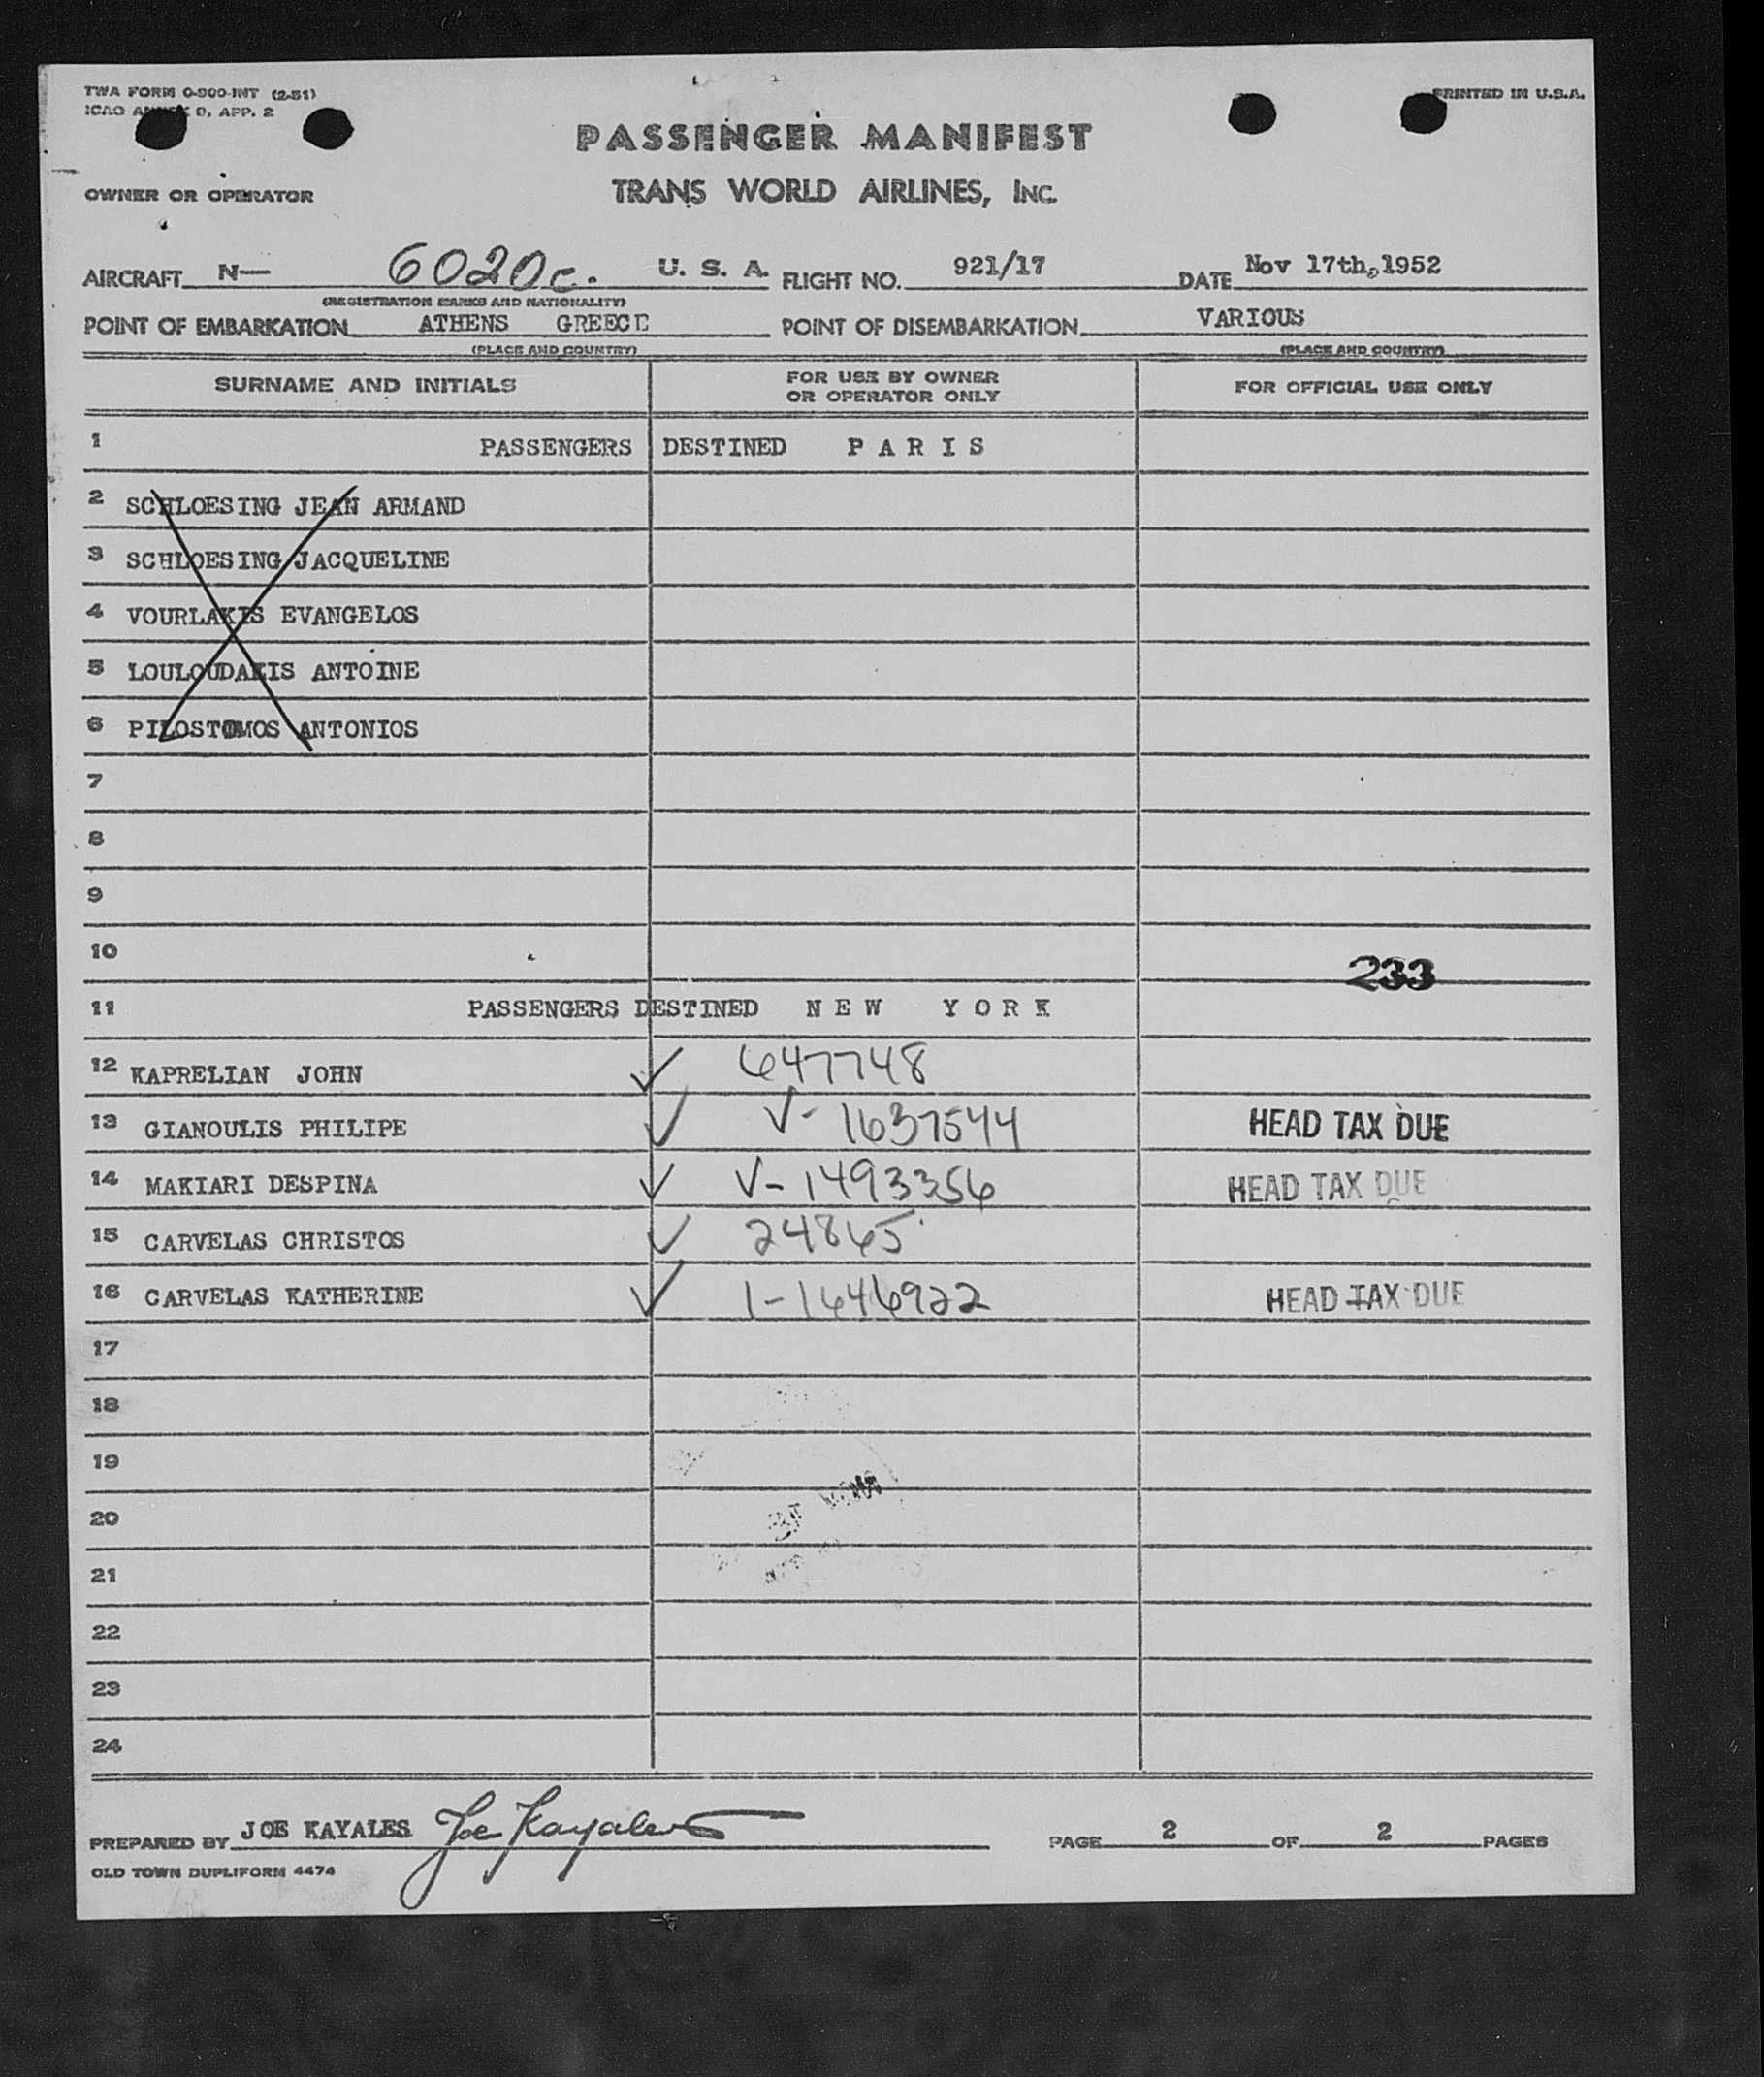 TWA FORM O-900-INT (2-51)
PRINTED IN U.S.A.
ICAO ANNEX 9, APP. 2
PASSENGER MANIFEST
OWNER OR OPERATOR
TRANS WORLD AIRLINES, INC.
AIRCRAFT N— 6020c. U. S. A. FLIGHT NO. 921/17 DATE Nov 17th,1952
(REGISTRATION MARKS AND NATIONALITY)
POINT OF EMBARKATION ATHENS GREECE POINT OF DISEMBARKATION VARIOUS
(PLACE AND COUNTRY) (PLACE AND COUNTRY)
SURNAME AND INITIALS FOR USE BY OWNER OR OPERATOR ONLY FOR OFFICIAL USE ONLY
1 PASSENGERS DESTINED P A R I S
2 SCHLOESING JEAN ARMAND
3 SCHLOESING JACQUELINE
4 VOURLAKIS EVANGELOS
5 LOULOUDAKIS ANTOINE
6 PILOSTOMOS ANTONIOS
7
8
9
10
233
11 PASSENGERS DESTINED N E W Y O R K
12 KAPRELIAN JOHN ✓ 647748
13 GIANOULIS PHILIPE ✓ V-1637544 HEAD TAX DUE
14 MAKIARI DESPINA ✓ V-1493356 HEAD TAX DUE
15 CARVELAS CHRISTOS ✓ 24865
16 CARVELAS KATHERINE ✓ 1-1646922 HEAD TAX DUE
17
18
19
20
21
22
23
24
PREPARED BY JOE KAYALES Joe Kayales PAGE 2 OF 2 PAGES
OLD TOWN DUPLIFORM 4474